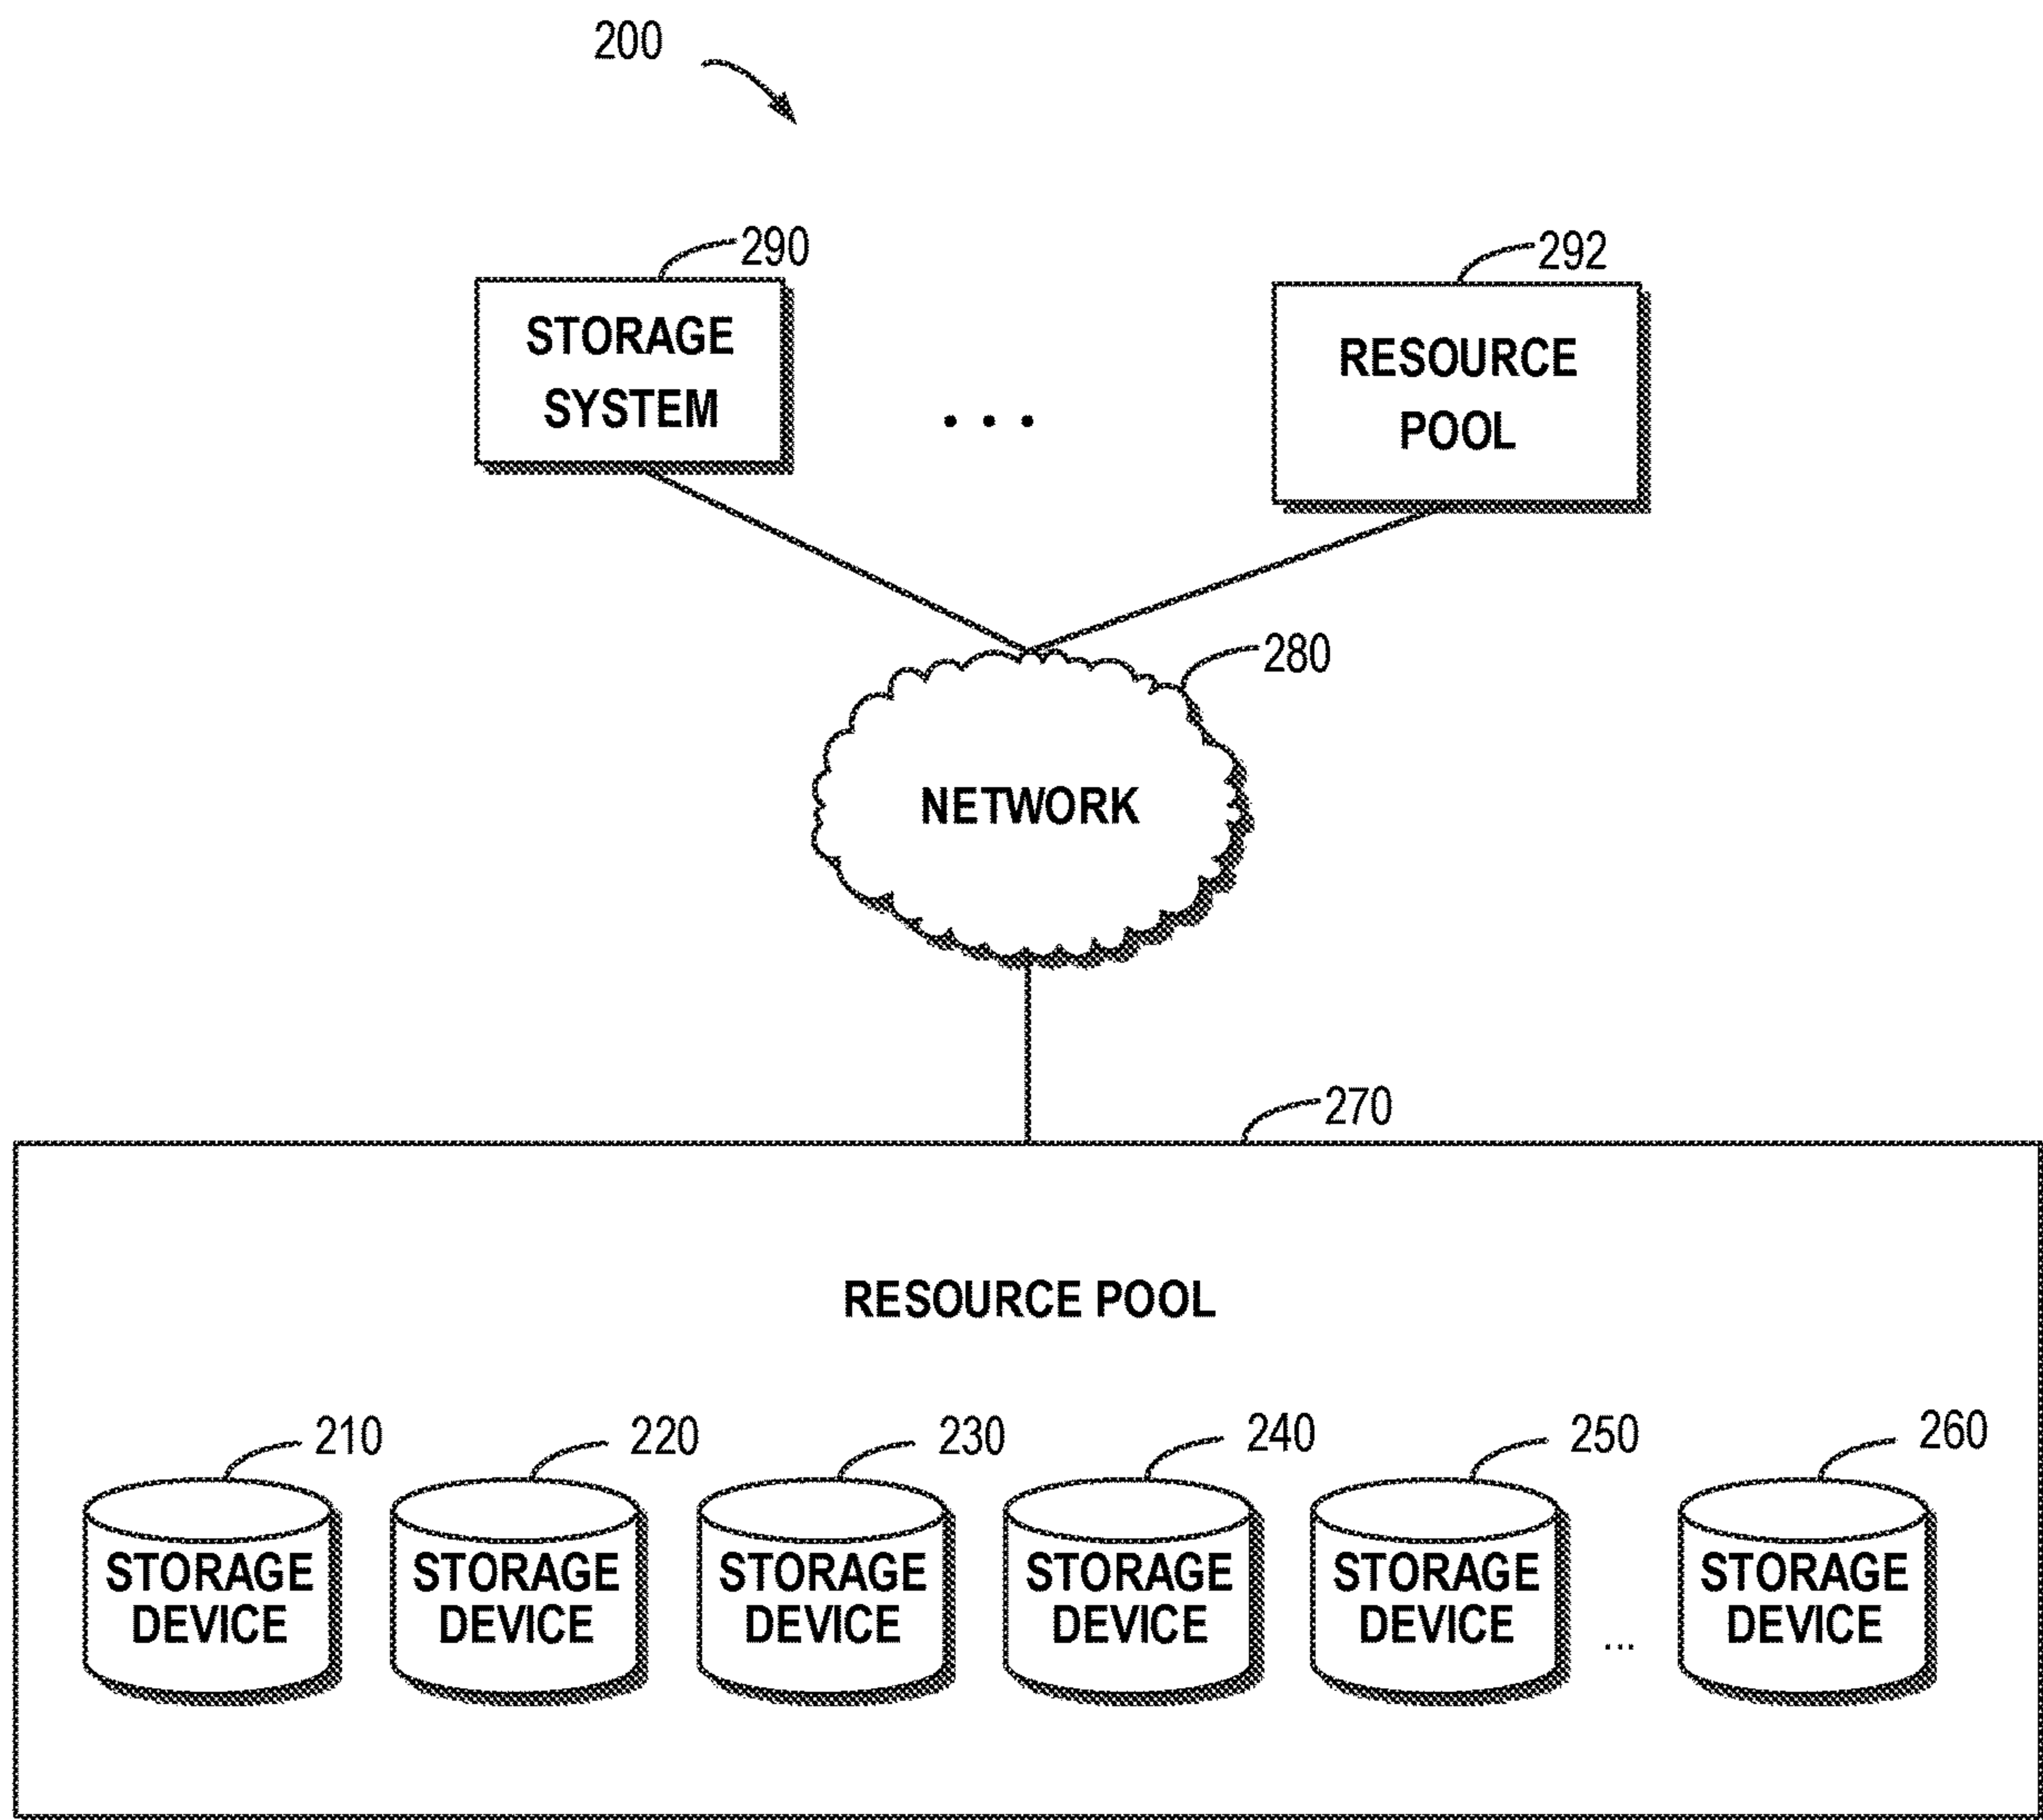 200
290
292
STORAGE
SYSTEM
. . .
RESOURCE
POOL
280
NETWORK
270
RESOURCE POOL
210 220 230 240 250 260
STORAGE STORAGE STORAGE STORAGE STORAGE STORAGE
DEVICE DEVICE DEVICE DEVICE DEVICE ... DEVICE